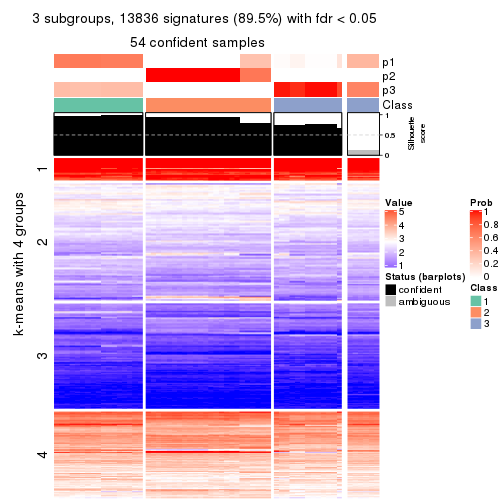 3 subgroups, 13836 signatures (89.5%) with fdr < 0.05
54 confident samples
p1
p2
p3
Class
1
0.5
0
Silhouette
score
k-means with 4 groups
1
2
3
4
Value
5
4
3
2
1
Status (barplots)
confident
ambiguous
Prob
1
0.8
0.6
0.4
0.2
0
Class
1
2
3